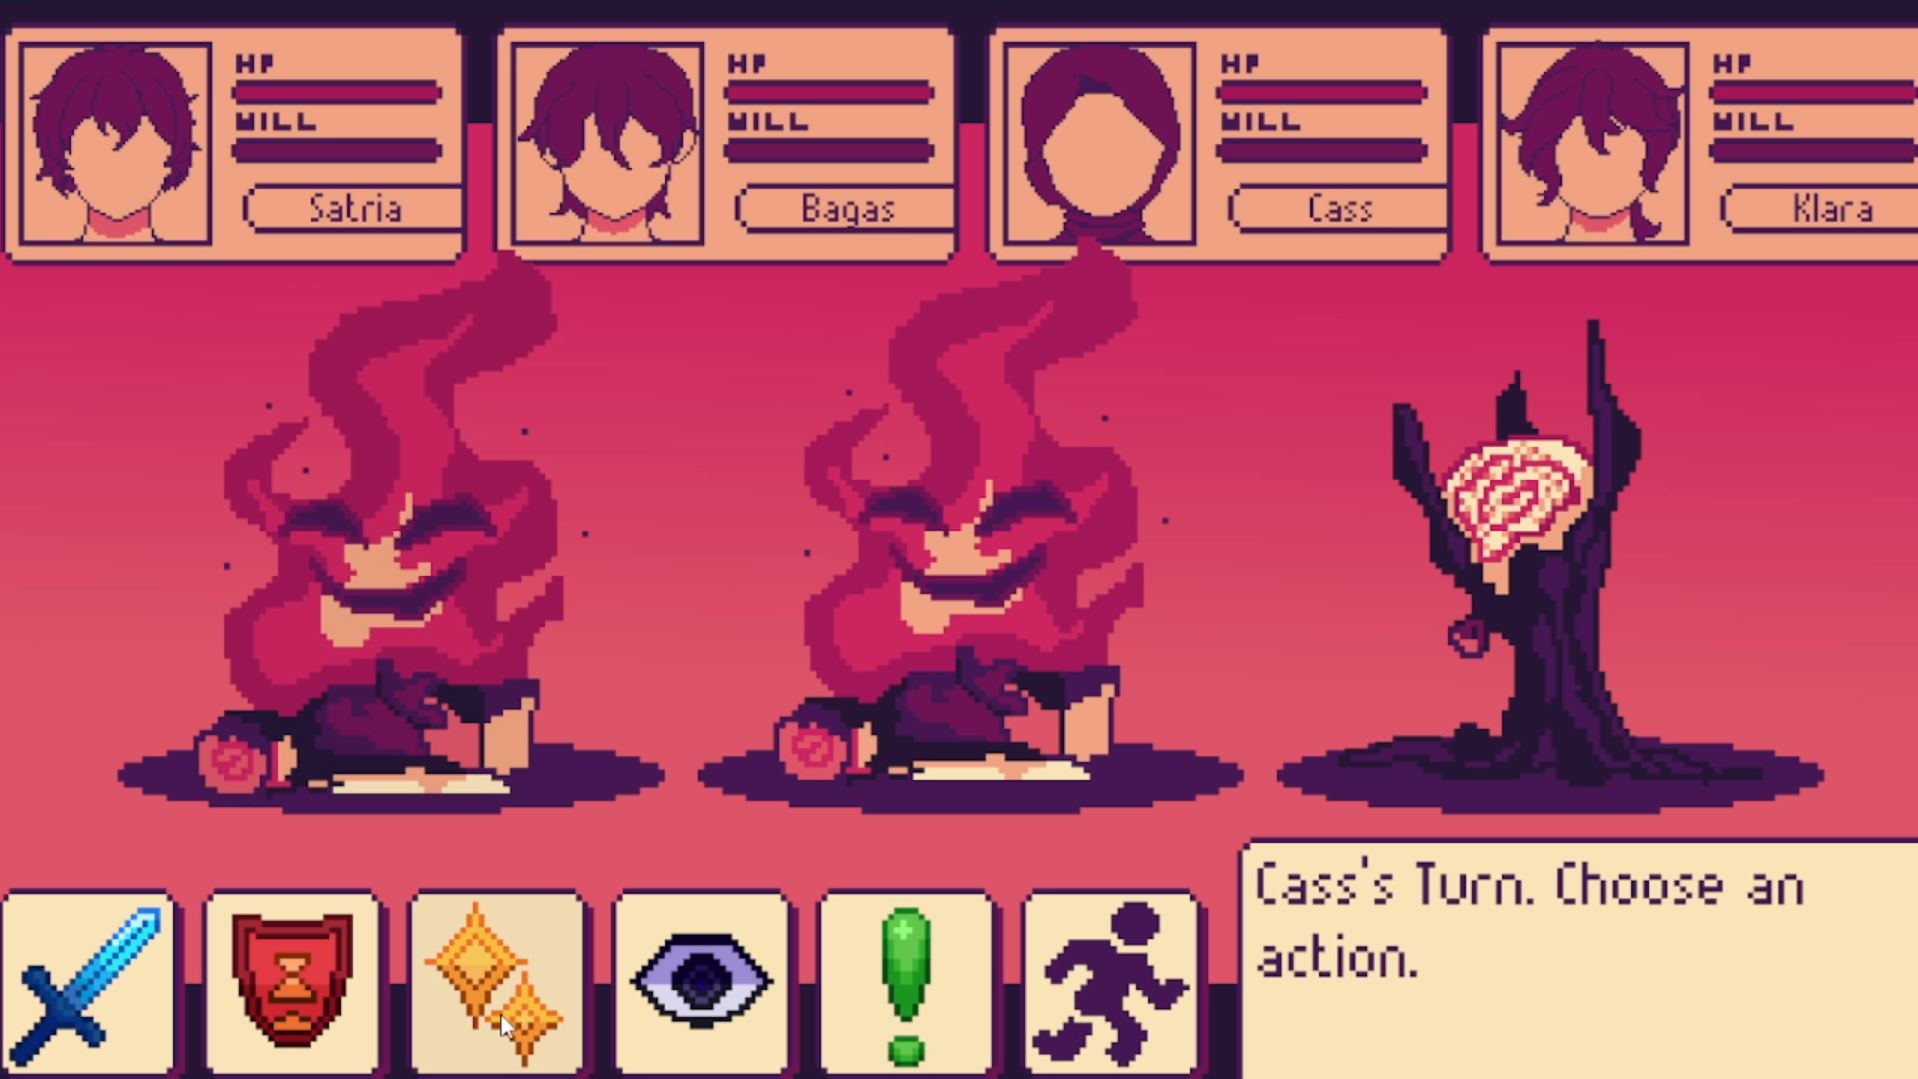 HP
WILL
Satria
HP
WILL
Bagas
HP
WILL
Cass
HP
WILL
Klara
Cass's Turn. Choose an
action.